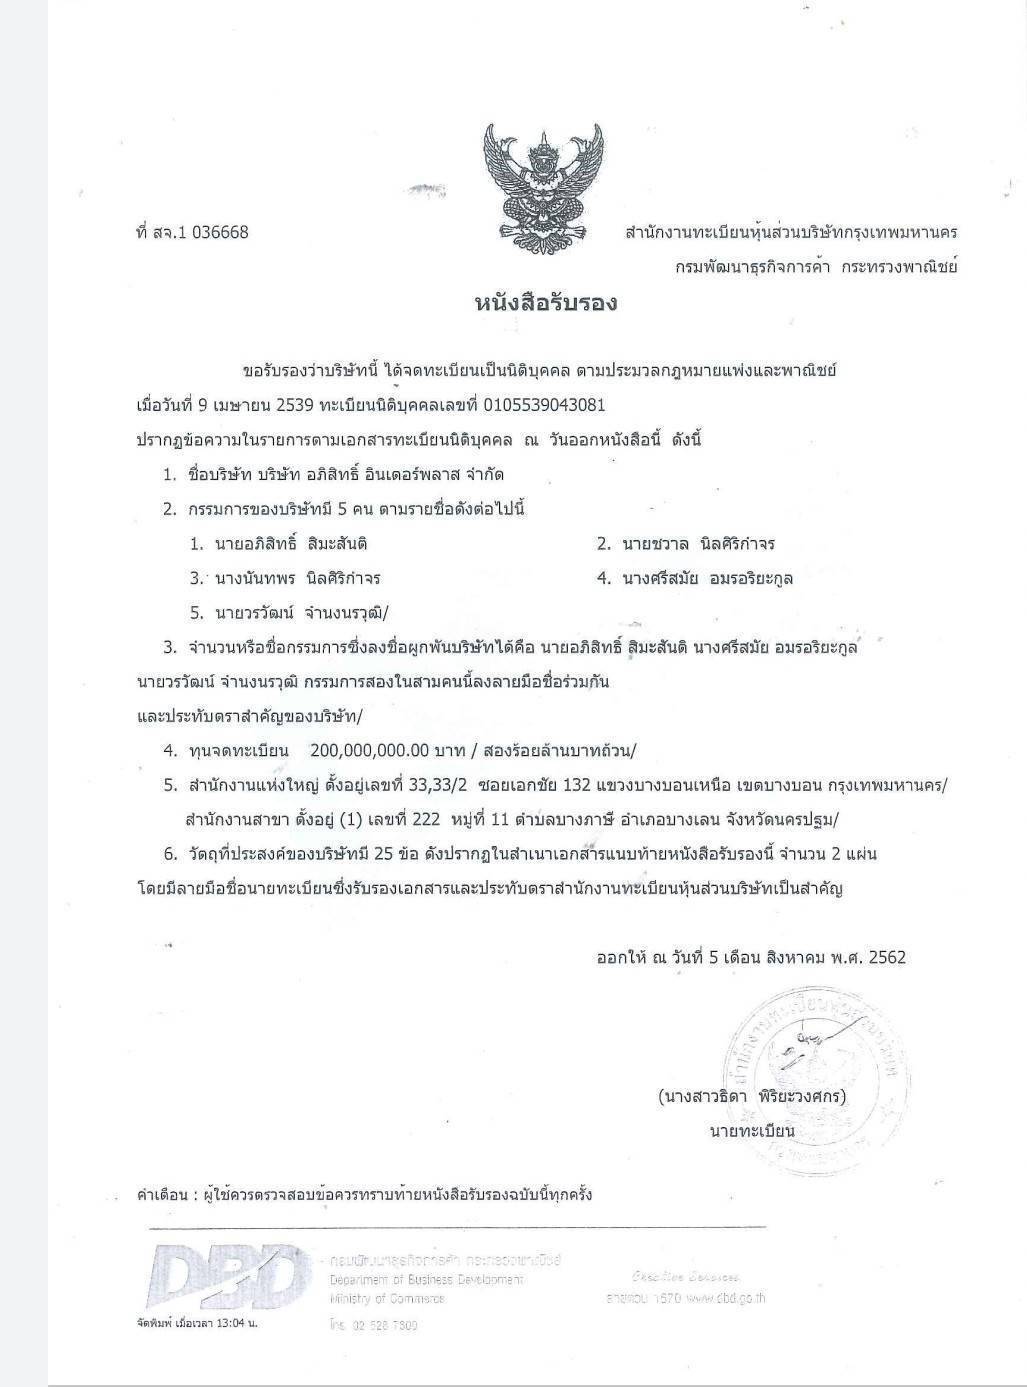 ที่ สจ.1 036668
สำนักงานทะเบียนหุ้นส่วนบริษัทกรุงเทพมหานคร
กรมพัฒนาธุรกิจการค้า กระทรวงพาณิชย์
หนังสือรับรอง
ขอรับรองว่าบริษัทนี้ ได้จดทะเบียนเป็นนิติบุคคล ตามประมวลกฎหมายแพ่งและพาณิชย์
เมื่อวันที่ 9 เมษายน 2539 ทะเบียนนิติบุคคลเลขที่ 0105539043081
ปรากฏข้อความในรายการตามเอกสารทะเบียนนิติบุคคล ณ วันออกหนังสือนี้ ดังนี้
1. ชื่อบริษัท บริษัท อภิสิทธิ์ อินเตอร์พลาส จำกัด
2. กรรมการของบริษัทมี 5 คน ตามรายชื่อดังต่อไปนี้
1. นายอภิสิทธิ์ สิมะสันติ 2. นายชวาล นิลศิริกำจร
3. นางนันทพร นิลศิริกำจร 4. นางศรีสมัย อมรอริยะกูล
5. นายวรวัฒน์ จำนงนรวุฒิ/
3. จำนวนหรือชื่อกรรมการซึ่งลงชื่อผูกพันบริษัทได้คือ นายอภิสิทธิ์ สิมะสันติ นางศรีสมัย อมรอริยะกูล
นายวรวัฒน์ จำนงนรวุฒิ กรรมการสองในสามคนนี้ลงลายมือชื่อร่วมกัน
และประทับตราสำคัญของบริษัท/
4. ทุนจดทะเบียน 200,000,000.00 บาท / สองร้อยล้านบาทถ้วน/
5. สำนักงานแห่งใหญ่ ตั้งอยู่เลขที่ 33,33/2 ซอยเอกชัย 132 แขวงบางบอนเหนือ เขตบางบอน กรุงเทพมหานคร/
สำนักงานสาขา ตั้งอยู่ (1) เลขที่ 222 หมู่ที่ 11 ตำบลบางภาษี อำเภอบางเลน จังหวัดนครปฐม/
6. วัตถุที่ประสงค์ของบริษัทมี 25 ข้อ ดังปรากฏในสำเนาเอกสารแนบท้ายหนังสือรับรองนี้ จำนวน 2 แผ่น
โดยมีลายมือชื่อนายทะเบียนซึ่งรับรองเอกสารและประทับตราสำนักงานทะเบียนหุ้นส่วนบริษัทเป็นสำคัญ
ออกให้ ณ วันที่ 5 เดือน สิงหาคม พ.ศ. 2562
(นางสาวธิดา พิริยะวงศกร)
นายทะเบียน
คำเตือน : ผู้ใช้ควรตรวจสอบข้อควรทราบท้ายหนังสือรับรองฉบับนี้ทุกครั้ง
DBD
กรมพัฒนาธุรกิจการค้า กระทรวงพาณิชย์
Department of Business Development
Ministry of Commerce
Creative Services
สายด่วน 1570 www.dbd.go.th
จัดพิมพ์ เมื่อเวลา 13:04 น.
โทร. 02 528 7600